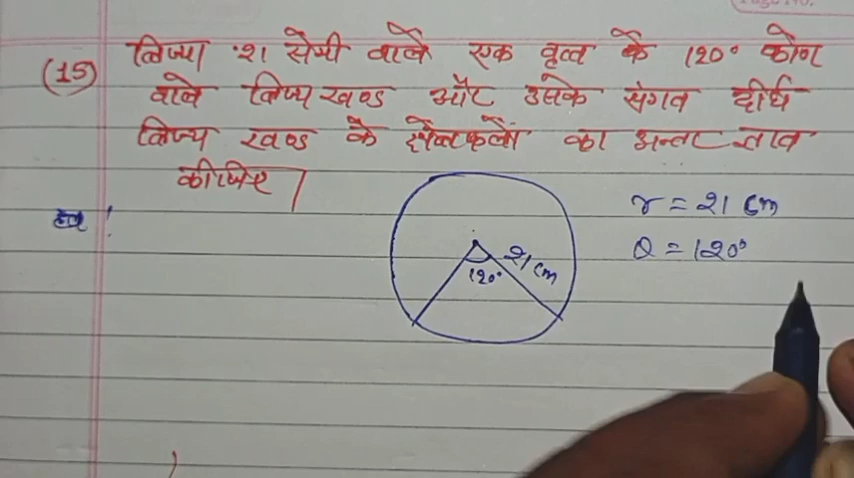 (15) त्रिज्या 21 सेमी वाले एक वृत्त के 120° कोण
वाले त्रिज्यखण्ड और उसके संगत दीर्घ
त्रिज्यखण्ड के क्षेत्रफलों का अन्तर ज्ञात
कीजिए।
हल :
r = 21 cm
θ = 120°
21 cm
120°